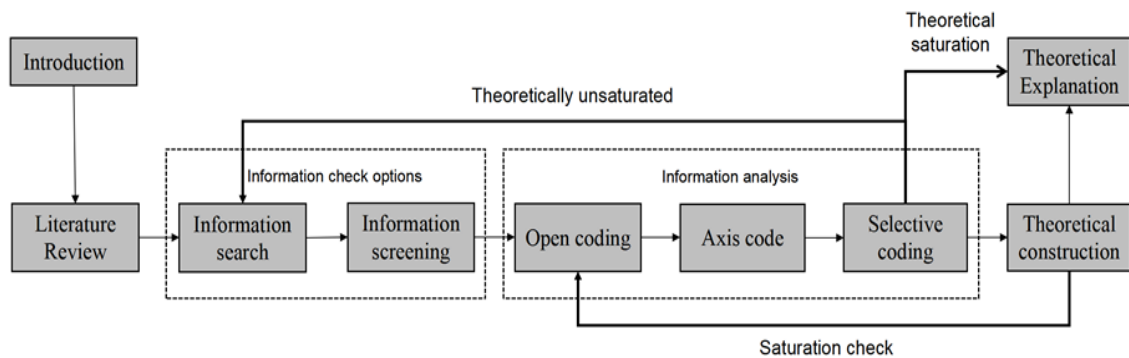 Theoretical
saturation
Introduction
Theoretical
Explanation
Theoretically unsaturated
Information check options
Information analysis
Literature
Review
Information
search
Information
screening
Open coding
Axis code
Selective
coding
Theoretical
construction
Saturation check